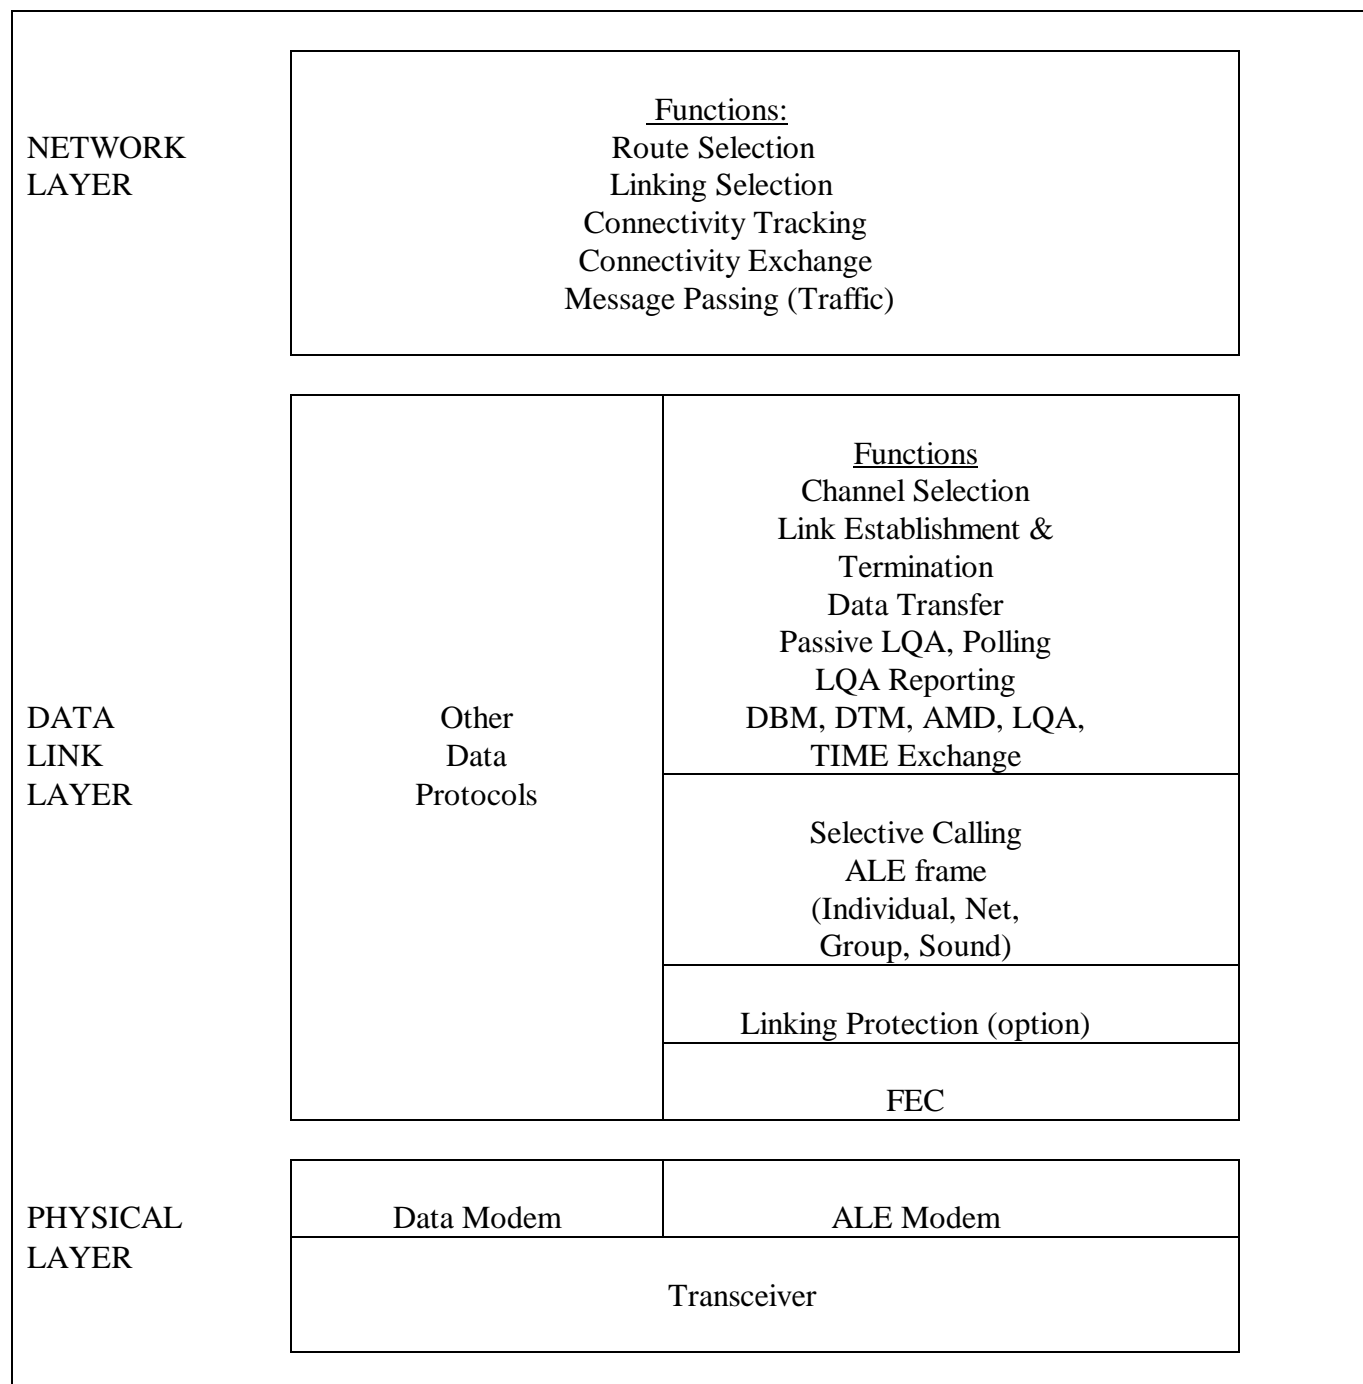 Functions:
NETWORK
Route Selection
LAYER
Linking Selection
Connectivity Tracking
Connectivity Exchange
Message Passing (Traffic)
Functions
Channel Selection
Link Establishment &
Termination
Data Transfer
Passive LQA, Polling
LQA Reporting
DATA
LINK
LAYER
Other
Data
Protocols
DBM, DTM, AMD, LQA,
TIME Exchange
Selective Calling
ALE frame
(Individual, Net,
Group, Sound)
Linking Protection (option)
FEC
PHYSICAL
LAYER
Data Modem
ALE Modem
Transceiver